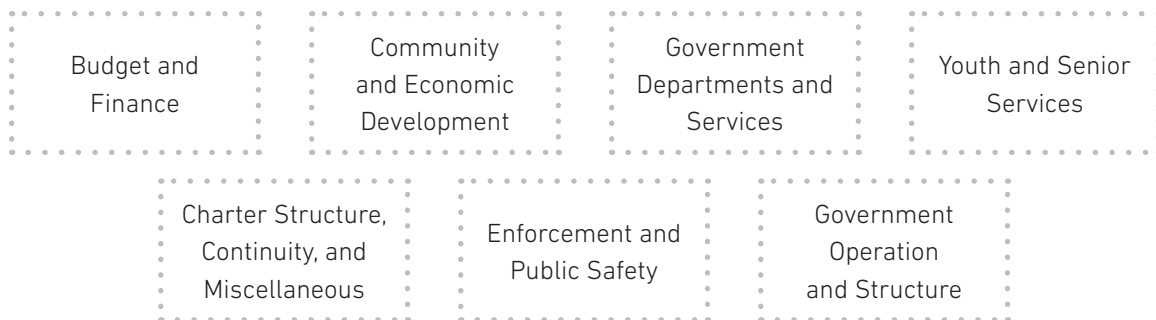 Budget and
Finance
Community
and Economic
Development
Government
Departments and
Services
Youth and Senior
Services
Charter Structure,
Continuity, and
Miscellaneous
Enforcement and
Public Safety
Government
Operation
and Structure